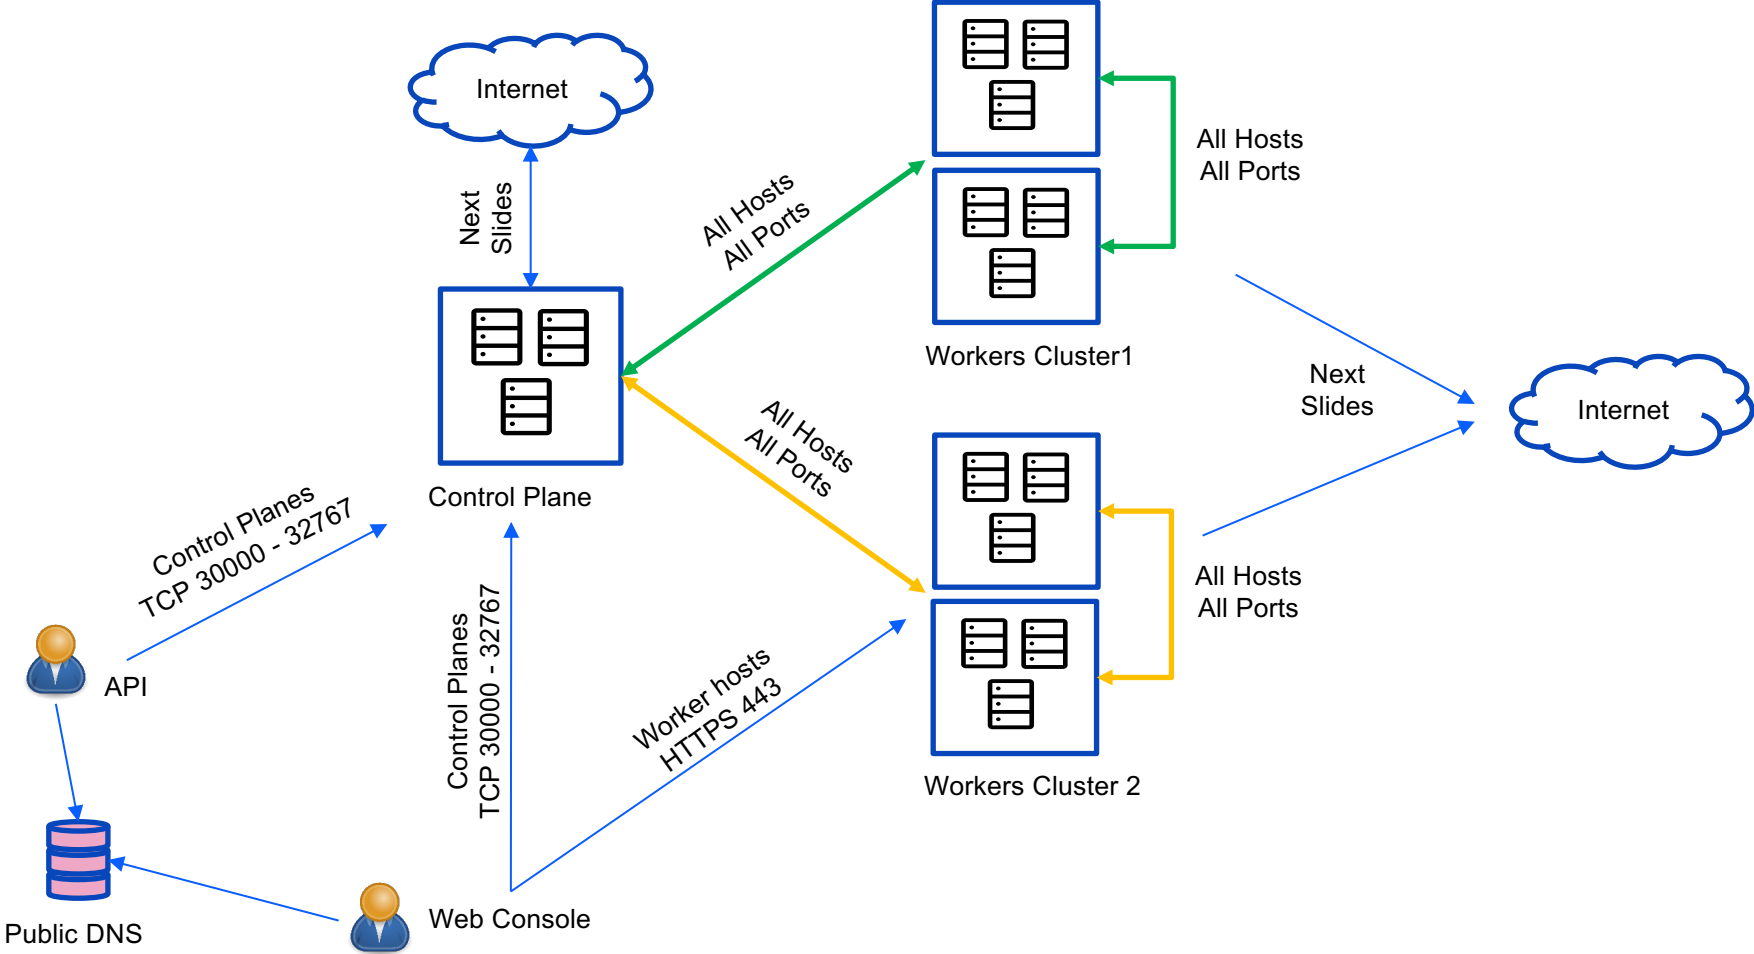 Internet
All Hosts
All Ports
Next
Slides
All Hosts
All Ports
Workers Cluster1
Next
Slides
Internet
All Hosts
All Ports
Control Plane
Control Planes
TCP 30000 - 32767
All Hosts
All Ports
Control Planes
TCP 30000 - 32767
Worker hosts
HTTPS 443
API
Workers Cluster 2
Web Console
Public DNS